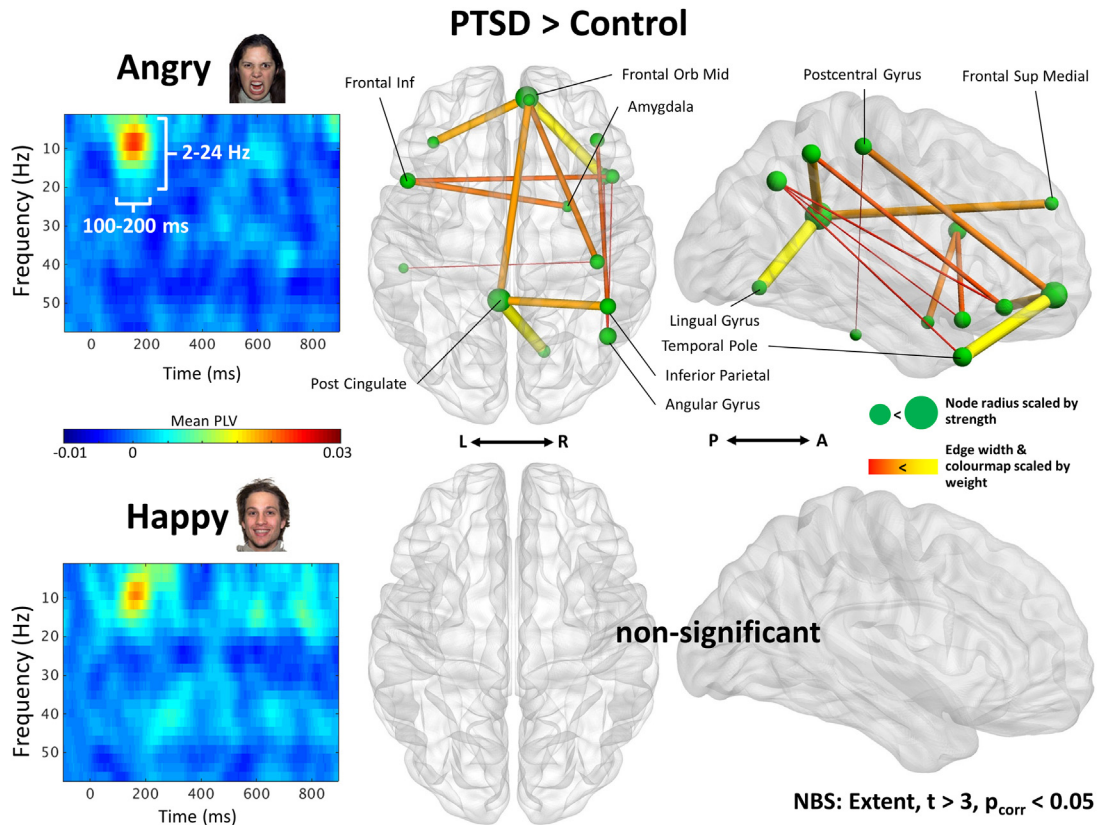 PTSD > Control
Angry
Frequency (Hz)
10
20
30
40
50
2-24 Hz
100-200 ms
0
200
400
600
800
Time (ms)
Frontal Inf
Frontal Orb Mid
Amygdala
Post Cingulate
Inferior Parietal
Angular Gyrus
Postcentral Gyrus
Frontal Sup Medial
Lingual Gyrus
Temporal Pole
Mean PLV
-0.01
0
0.03
L
R
P
A
<
Node radius scaled by
strength
<
Edge width &
colourmap scaled by
weight
Happy
Frequency (Hz)
10
20
30
40
50
0
200
400
600
800
Time (ms)
non-significant
NBS: Extent, t > 3, pcorr < 0.05